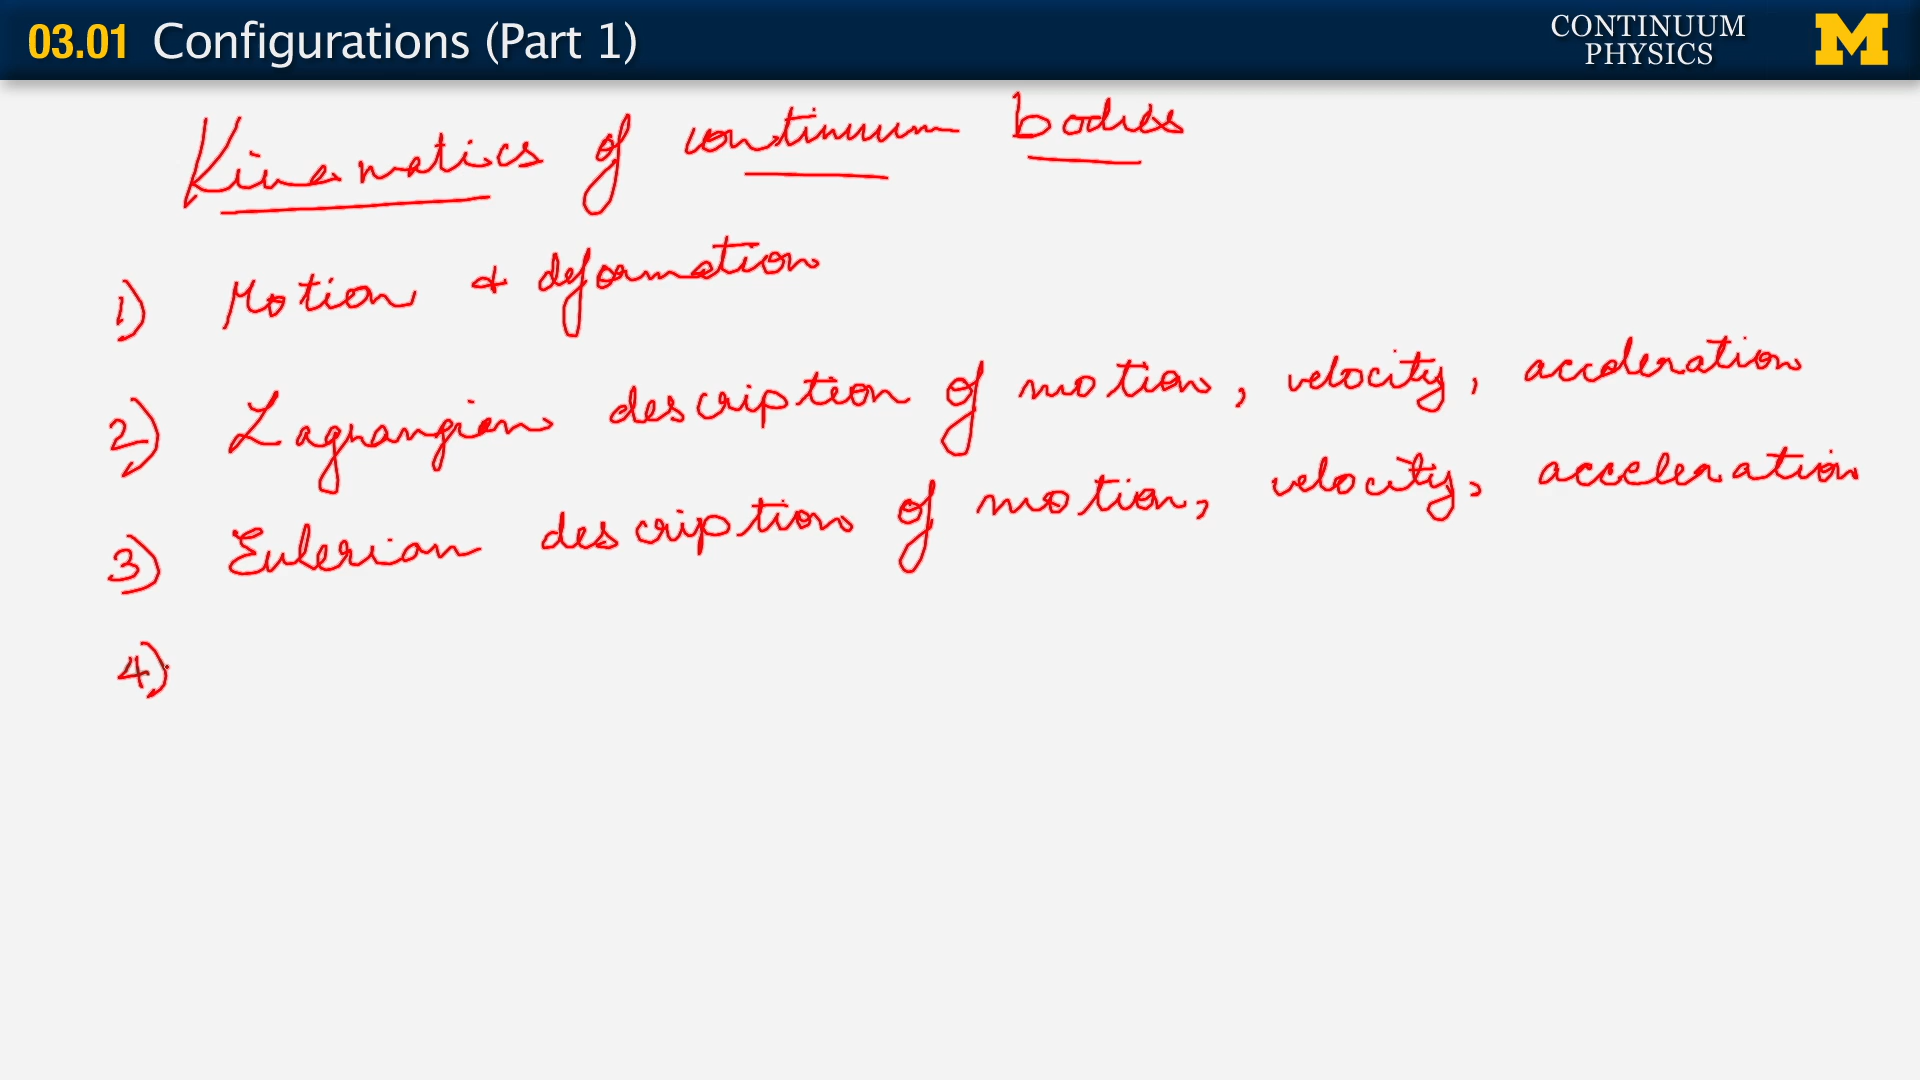 03.01 Configurations (Part 1)
CONTINUUM
PHYSICS
M
Kinematics of continuum bodies
1) Motion & deformation
2) Lagrangian description of motion, velocity, acceleration
3) Eulerian description of motion, velocity, acceleration
4)